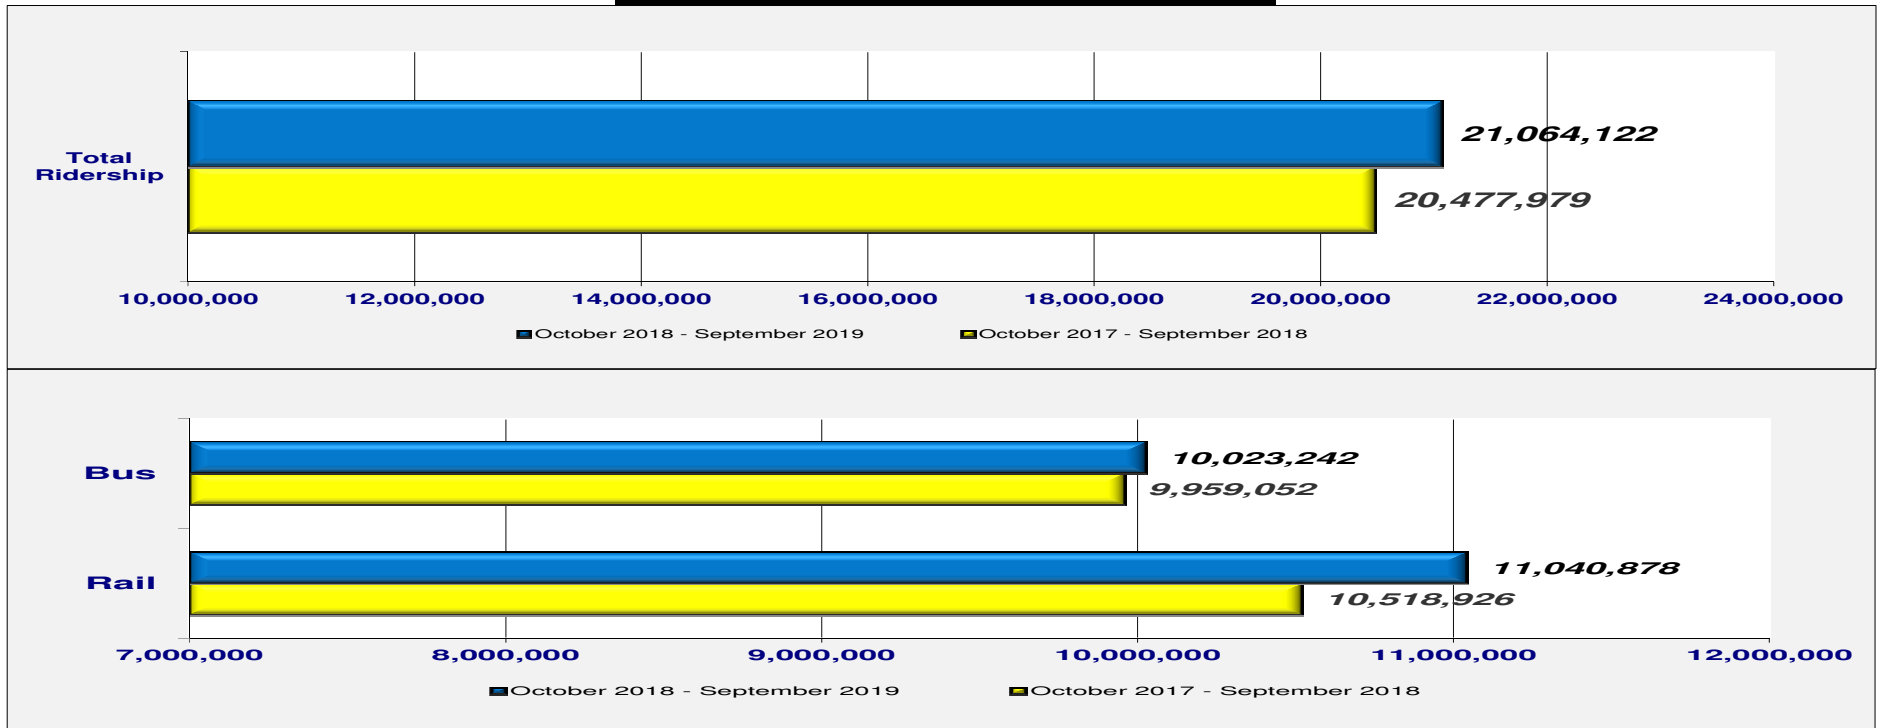 21,064,122
Total
Ridership
20,477,979
10,000,000 12,000,000 14,000,000 16,000,000 18,000,000 20,000,000 22,000,000 24,000,000
October 2018 - September 2019 October 2017 - September 2018
10,023,242
Bus
9,959,052
11,040,878
Rail
10,518,926
7,000,000 8,000,000 9,000,000 10,000,000 11,000,000 12,000,000
October 2018 - September 2019 October 2017 - September 2018